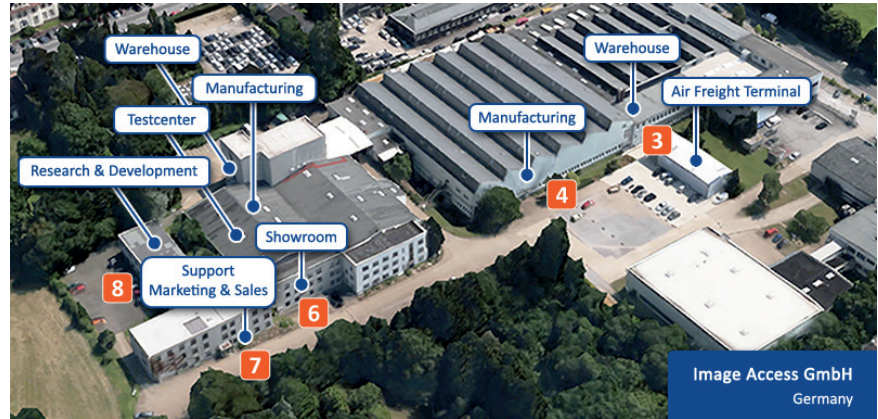 Warehouse
Warehouse
Manufacturing
Air Freight Terminal
Testcenter
Manufacturing
3
Research & Development
4
Showroom
Support
Marketing & Sales
8
6
7
Image Access GmbH
Germany